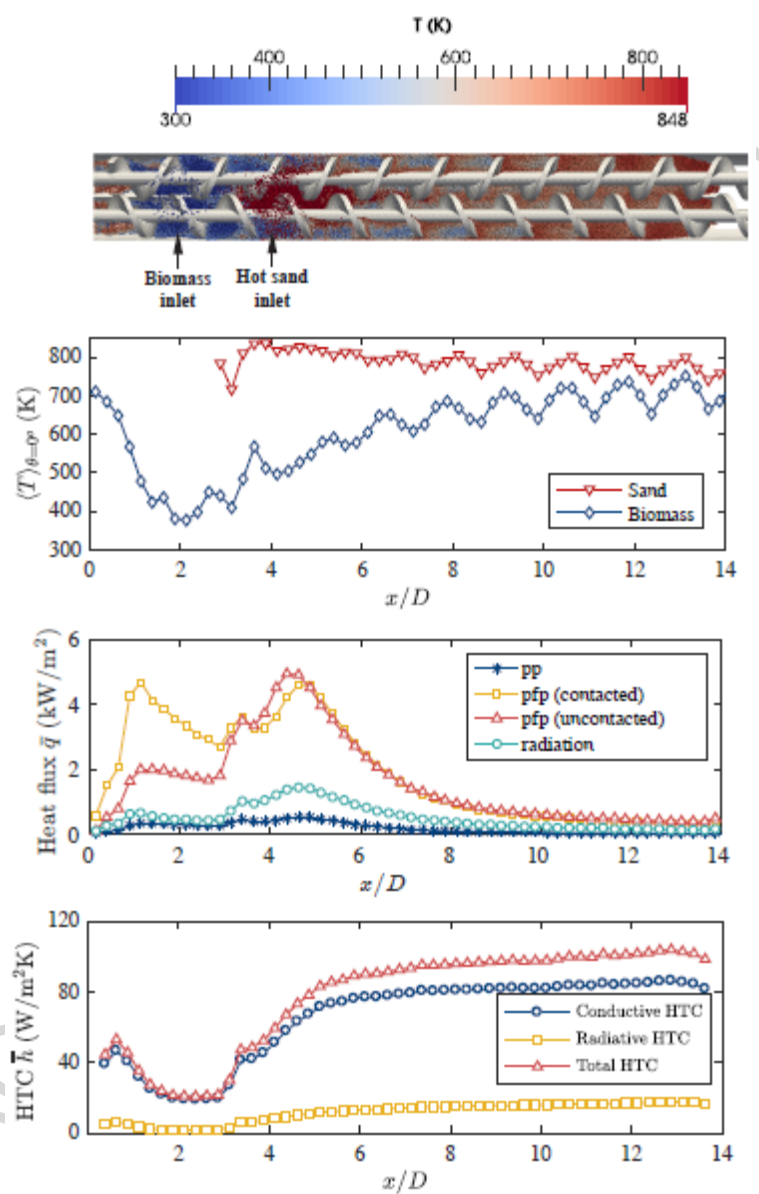 T (K)
400 600 800
300 848
Biomass inlet
Hot sand inlet
⟨T⟩θ=0° (K)
800
700
600
500
400
300
Sand
Biomass
0 2 4 6 8 10 12 14
x/D
Heat flux q̄ (kW/m²)
6
4
2
0
pp
pfp (contacted)
pfp (uncontacted)
radiation
0 2 4 6 8 10 12 14
x/D
HTC h̄ (W/m²K)
120
80
40
0
Conductive HTC
Radiative HTC
Total HTC
2 4 6 8 10 12 14
x/D